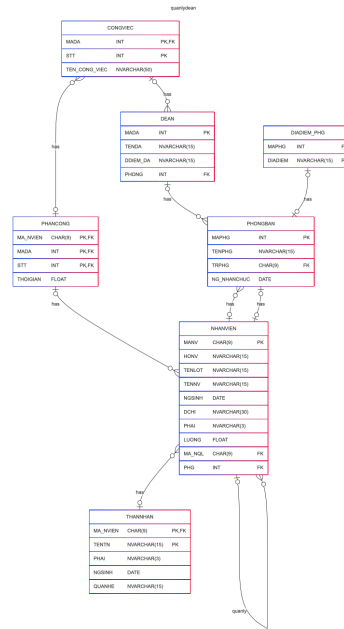 quanlydean
CONGVIEC
MADA INT PK,FK
STT INT PK
TEN_CONG_VIEC NVARCHAR(50)
has
has
DEAN
MADA INT PK
TENDA NVARCHAR(15)
DDIEM_DA NVARCHAR(15)
PHONG INT FK
DIADIEM_PHG
MAPHG INT
DIADIEM NVARCHAR(15)
has
has
PHANCONG
MA_NVIEN CHAR(9) PK,FK
MADA INT PK,FK
STT INT PK,FK
THOIGIAN FLOAT
PHONGBAN
MAPHG INT PK
TENPHG NVARCHAR(15)
TRPHG CHAR(9) FK
NG_NHANCHUC DATE
has
has
has
NHANVIEN
MANV CHAR(9) PK
HONV NVARCHAR(15)
TENLOT NVARCHAR(15)
TENNV NVARCHAR(15)
NGSINH DATE
DCHI NVARCHAR(30)
PHAI NVARCHAR(3)
LUONG FLOAT
MA_NQL CHAR(9) FK
PHG INT FK
has
THANNHAN
MA_NVIEN CHAR(9) PK,FK
TENTN NVARCHAR(15) PK
PHAI NVARCHAR(3)
NGSINH DATE
QUANHE NVARCHAR(15)
quanly